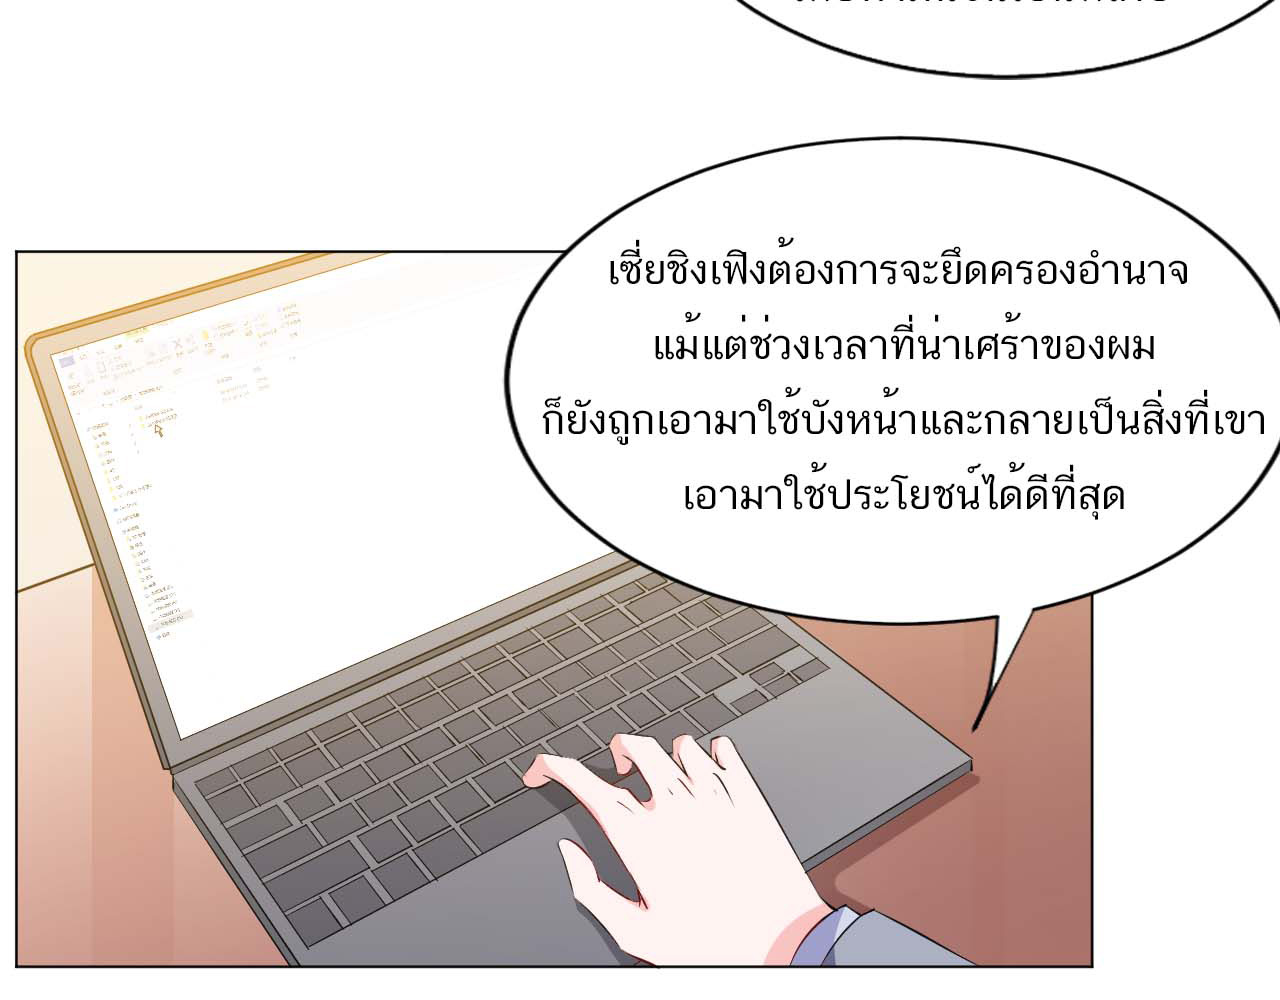 เซี่ยชิงเฟิงต้องการจะยึดครองอำนาจ
แม้แต่ช่วงเวลาที่น่าเศร้าของผม
ก็ยังถูกเอามาใช้บังหน้าและกลายเป็นสิ่งที่เขา
เอามาใช้ประโยชน์ได้ดีที่สุด